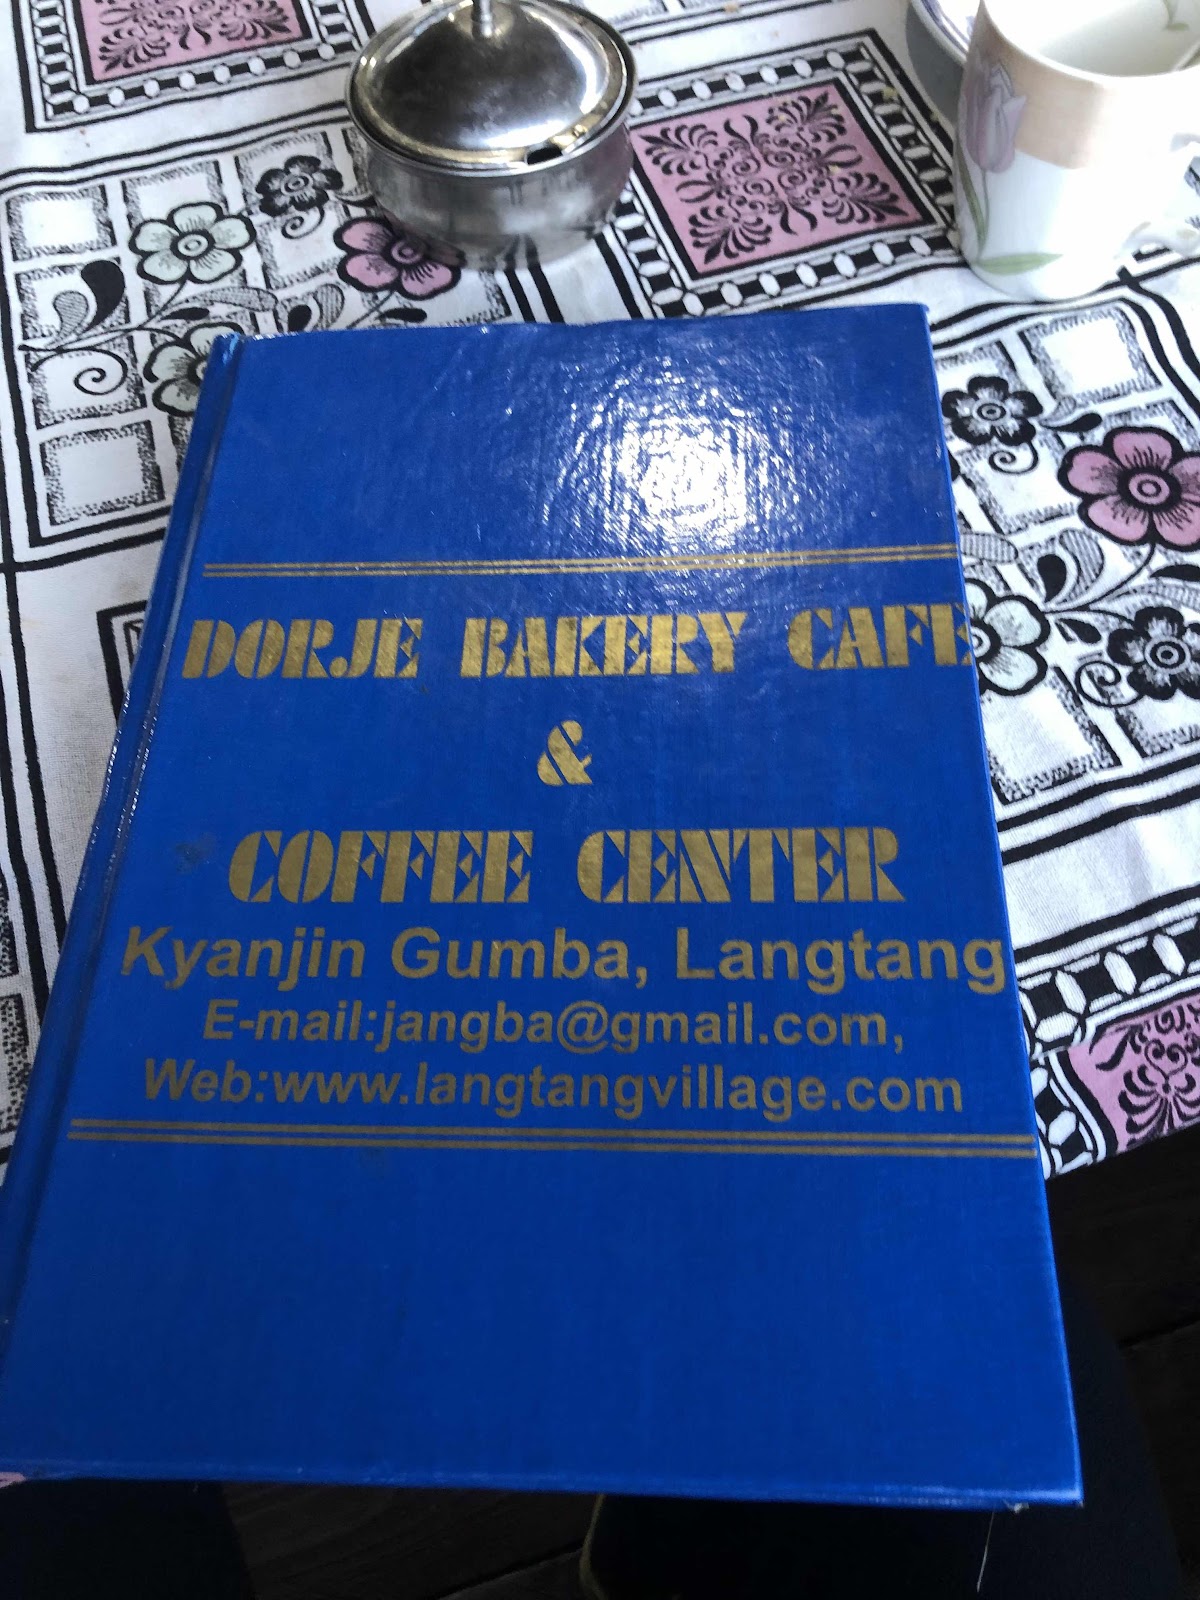 DORJE BAKERY CAFE
&
COFFEE CENTER
Kyanjin Gumba, Langtang
E-mail:jangba@gmail.com,
Web:www.langtangvillage.com